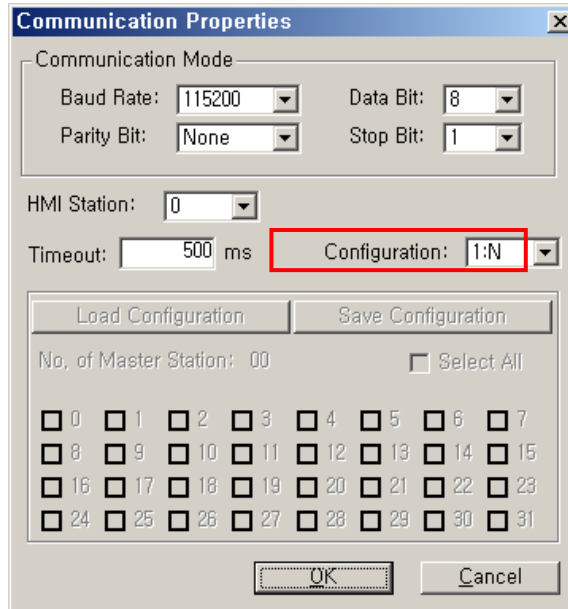 Communication Properties
Communication Mode
Baud Rate: 115200 Data Bit: 8
Parity Bit: None Stop Bit: 1
HMI Station: 0
Timeout: 500 ms Configuration: 1:N
Load Configuration Save Configuration
No, of Master Station: 00 Select All
0 1 2 3 4 5 6 7
8 9 10 11 12 13 14 15
16 17 18 19 20 21 22 23
24 25 26 27 28 29 30 31
OK Cancel